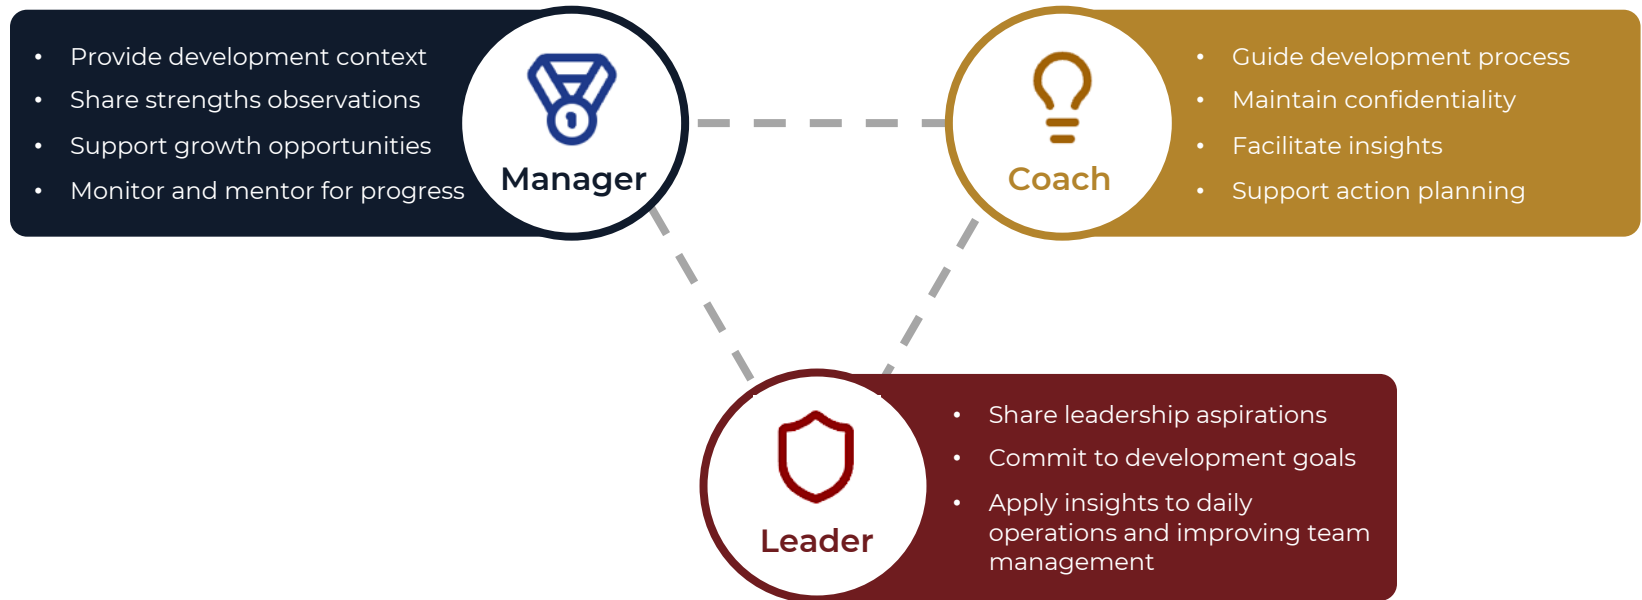 • Provide development context
• Share strengths observations
• Support growth opportunities
• Monitor and mentor for progress
Manager
Coach
• Guide development process
• Maintain confidentiality
• Facilitate insights
• Support action planning
Leader
• Share leadership aspirations
• Commit to development goals
• Apply insights to daily
operations and improving team
management